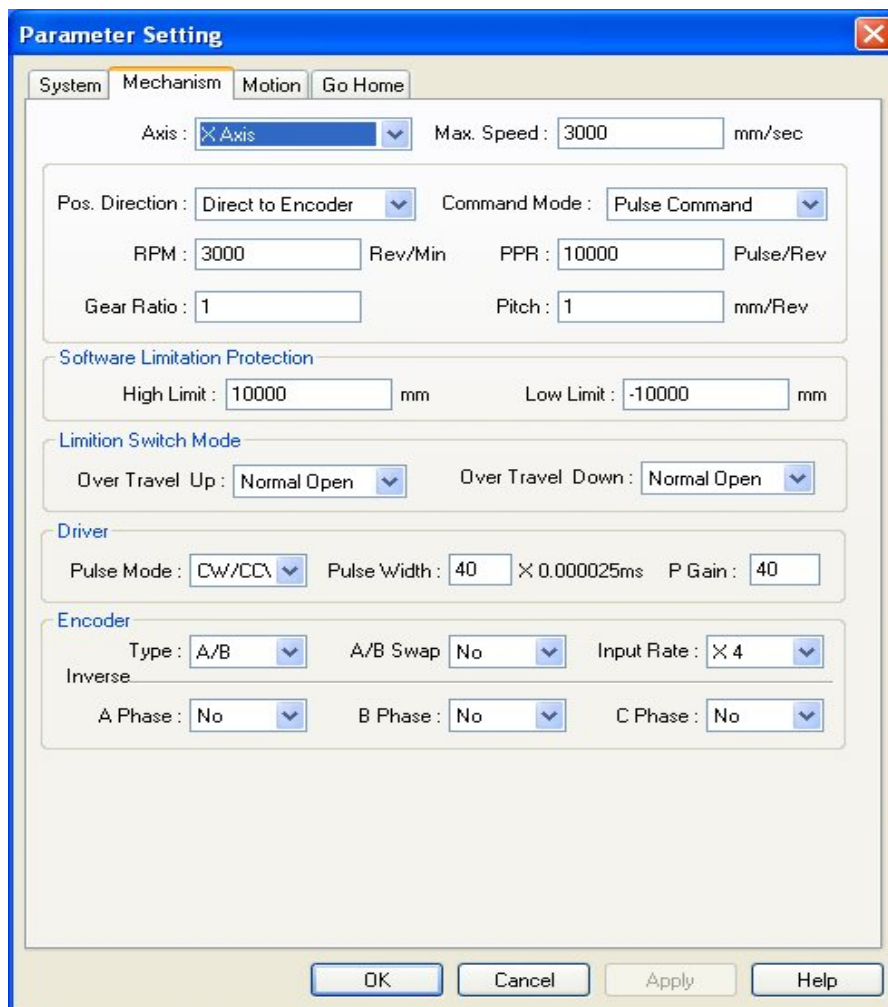 Parameter Setting
System Mechanism Motion Go Home
Axis : X Axis Max. Speed : 3000 mm/sec
Pos. Direction : Direct to Encoder Command Mode : Pulse Command
RPM : 3000 Rev/Min PPR : 10000 Pulse/Rev
Gear Ratio : 1 Pitch : 1 mm/Rev
Software Limitation Protection
High Limit : 10000 mm Low Limit : -10000 mm
Limition Switch Mode
Over Travel Up : Normal Open Over Travel Down : Normal Open
Driver
Pulse Mode : CW/CC Pulse Width : 40 X 0.000025ms P Gain : 40
Encoder
Type : A/B A/B Swap No Input Rate : X 4
Inverse
A Phase : No B Phase : No C Phase : No
OK Cancel Apply Help